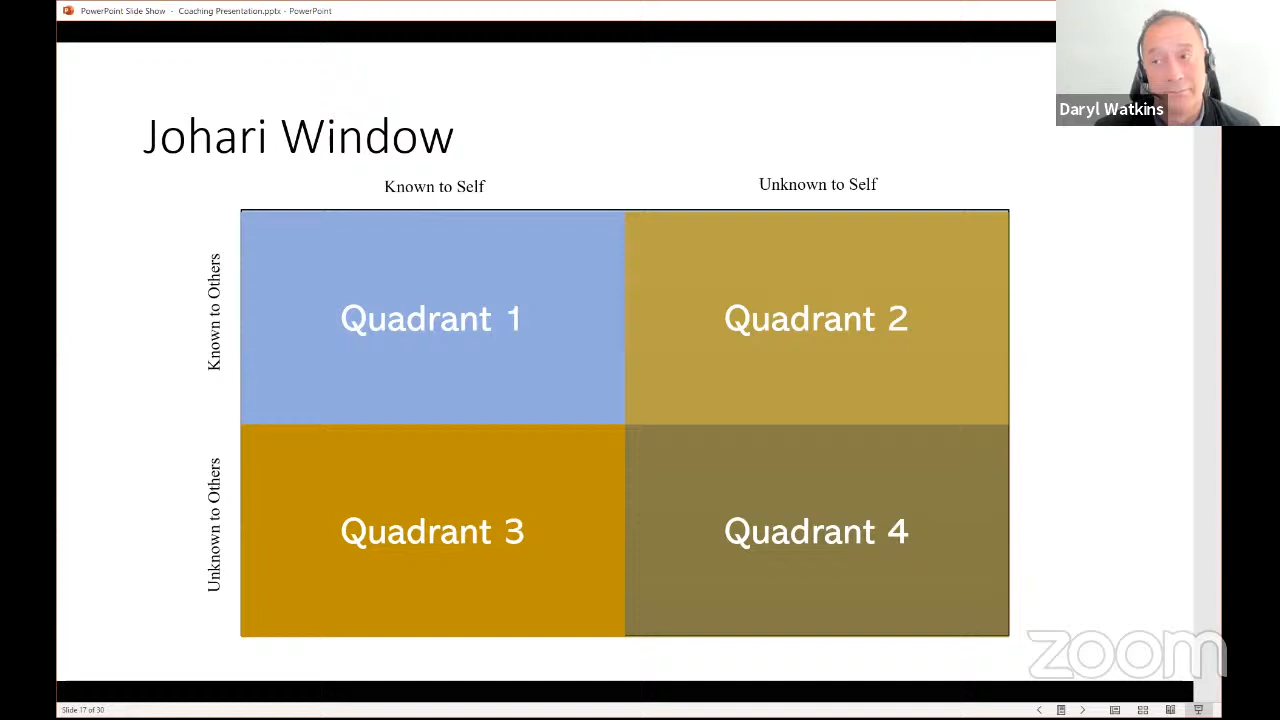 PowerPoint Slide Show - Coaching Presentation.pptx - PowerPoint
Daryl Watkins
Johari Window
Known to Self
Unknown to Self
Known to Others
Quadrant 1
Quadrant 2
Unknown to Others
Quadrant 3
Quadrant 4
zoom
Slide 17 of 30